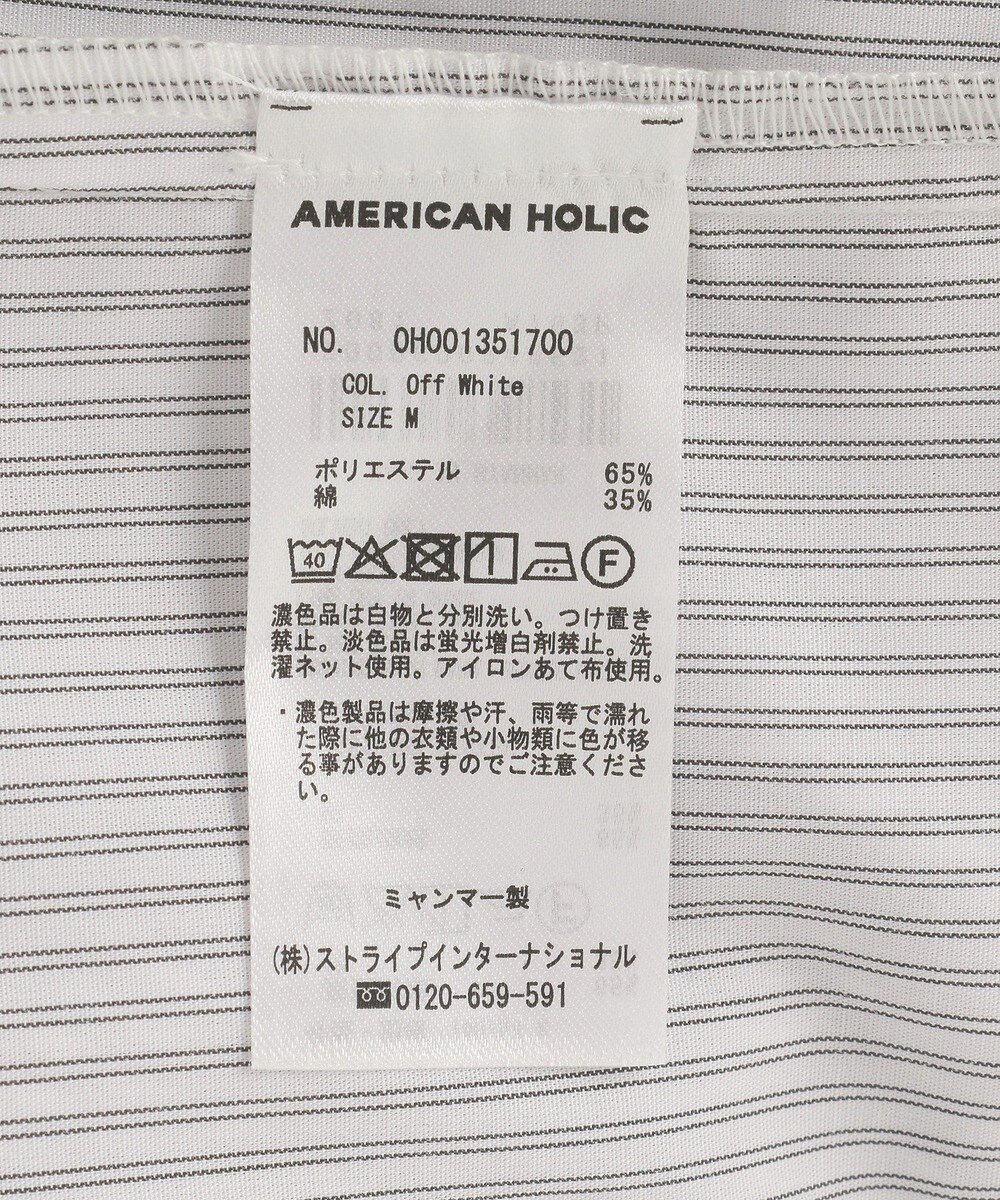 AMERICAN HOLIC
NO. OH001351700
COL. Off White
SIZE M
ポリエステル 65%
綿 35%
40 F
濃色品は白物と分別洗い。つけ置き
禁止。淡色品は蛍光増白剤禁止。洗
濯ネット使用。アイロンあて布使用。
・濃色製品は摩擦や汗、雨等で濡れ
た際に他の衣類や小物類に色が移
る事がありますのでご注意くださ
い。
ミャンマー製
(株)ストライプインターナショナル
0120-659-591